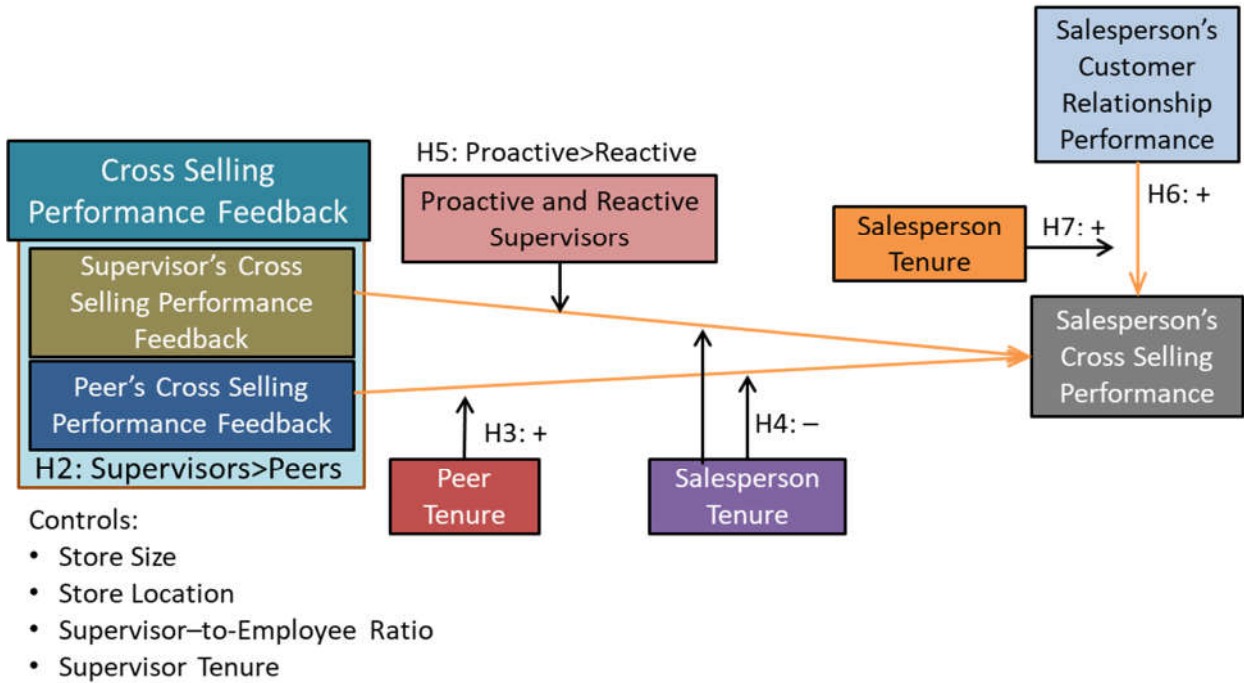 Salesperson's
Customer
Relationship
Performance
Cross Selling
Performance Feedback
H5: Proactive>Reactive
Proactive and Reactive
Supervisors
H6: +
Salesperson
Tenure
H7: +
Supervisor's Cross
Selling Performance
Feedback
Salesperson's
Cross Selling
Performance
Peer's Cross Selling
Performance Feedback
H2: Supervisors>Peers
H3: +
H4: –
Peer
Tenure
Salesperson
Tenure
Controls:
• Store Size
• Store Location
• Supervisor–to-Employee Ratio
• Supervisor Tenure